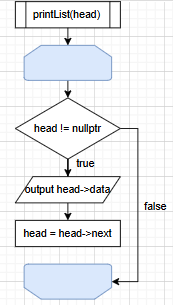 printList(head)
head != nullptr
true
output head->data
false
head = head->next